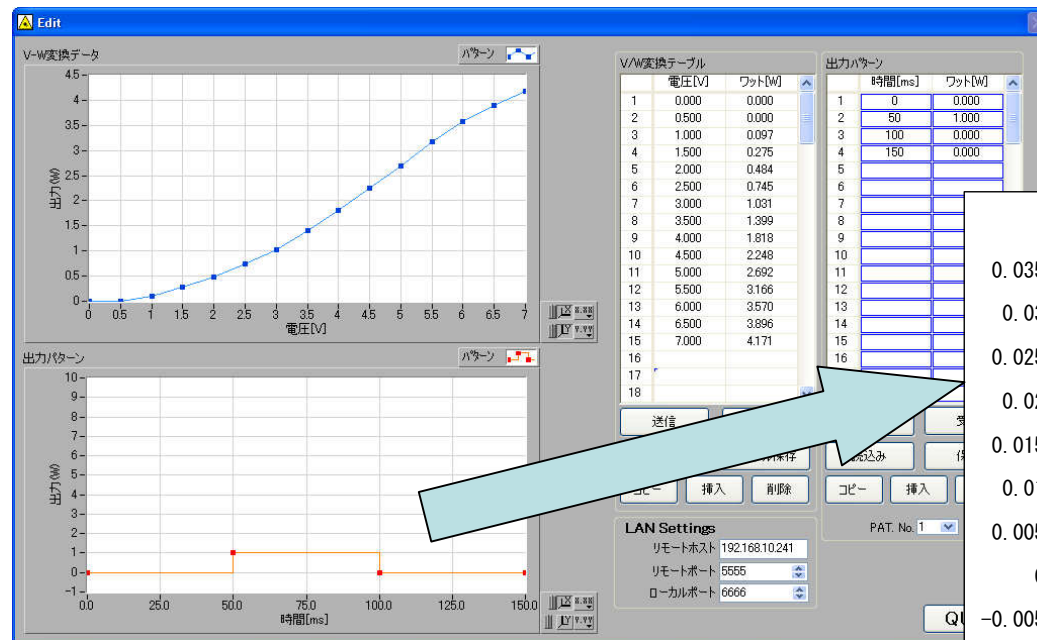 Edit
V-W変換データ
パターン
4.5
4
3.5
3
2.5
2
1.5
1
0.5
0
出力(W)
0 0.5 1 1.5 2 2.5 3 3.5 4 4.5 5 5.5 6 6.5 7
電圧[V]
出力パターン
パターン
10
9
8
7
6
5
4
3
2
1
0
-1
出力(W)
0.0 25.0 50.0 75.0 100.0 125.0 150.0
時間[ms]
V/W変換テーブル
電圧[V] ワット[W]
1 0.000 0.000
2 0.500 0.000
3 1.000 0.097
4 1.500 0.275
5 2.000 0.484
6 2.500 0.745
7 3.000 1.031
8 3.500 1.399
9 4.000 1.818
10 4.500 2.248
11 5.000 2.692
12 5.500 3.166
13 6.000 3.570
14 6.500 3.896
15 7.000 4.171
16
17
18
送信
コピー 挿入 削除
出力パターン
時間[ms] ワット[W]
1 0 0.000
2 50 1.000
3 100 0.000
4 150 0.000
5
6
7
8
9
10
11
12
13
14
15
16
コピー 挿入
PAT. No. 1
LAN Settings
リモートホスト 192.168.10.241
リモートポート 5555
ローカルポート 6666
0.035
0.025
0.015
0.005
-0.005